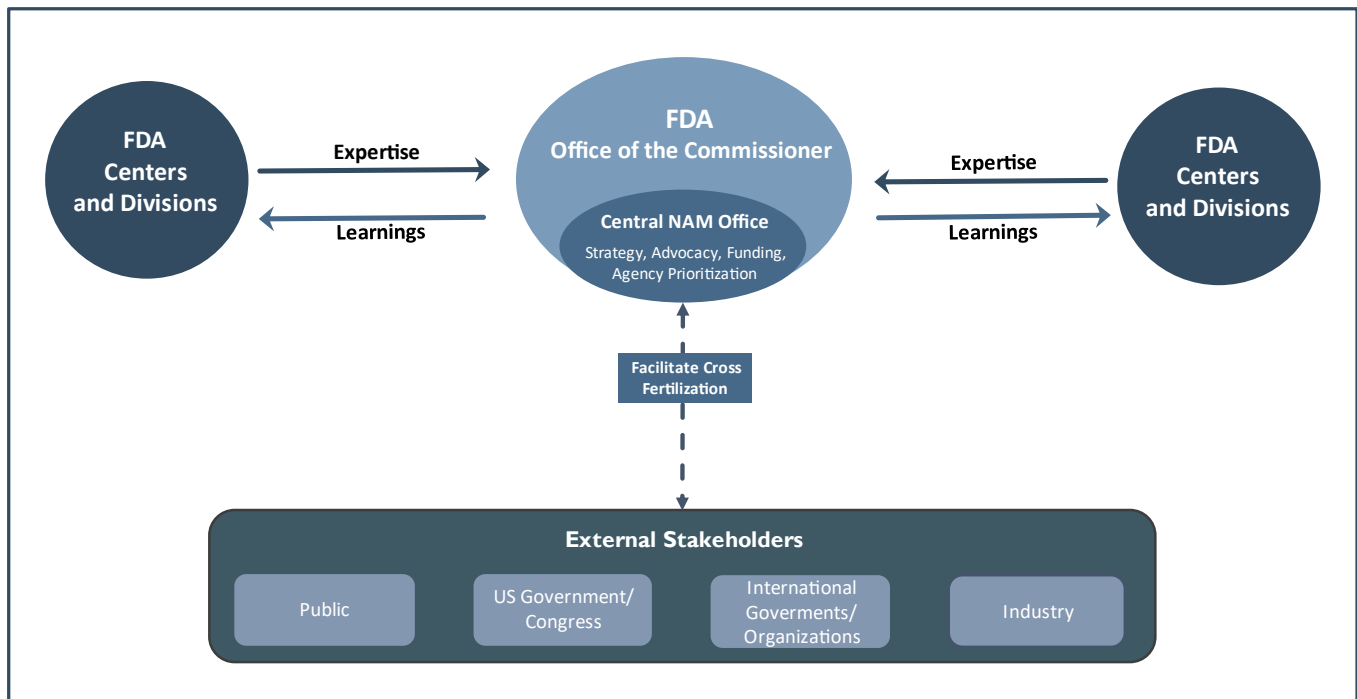 FDA
Centers
and Divisions
Expertise
Learnings
FDA
Office of the Commissioner
Central NAM Office
Strategy, Advocacy, Funding,
Agency Prioritization
Expertise
Learnings
FDA
Centers
and Divisions
Facilitate Cross
Fertilization
External Stakeholders
Public
US Government/
Congress
International
Goverments/
Organizations
Industry